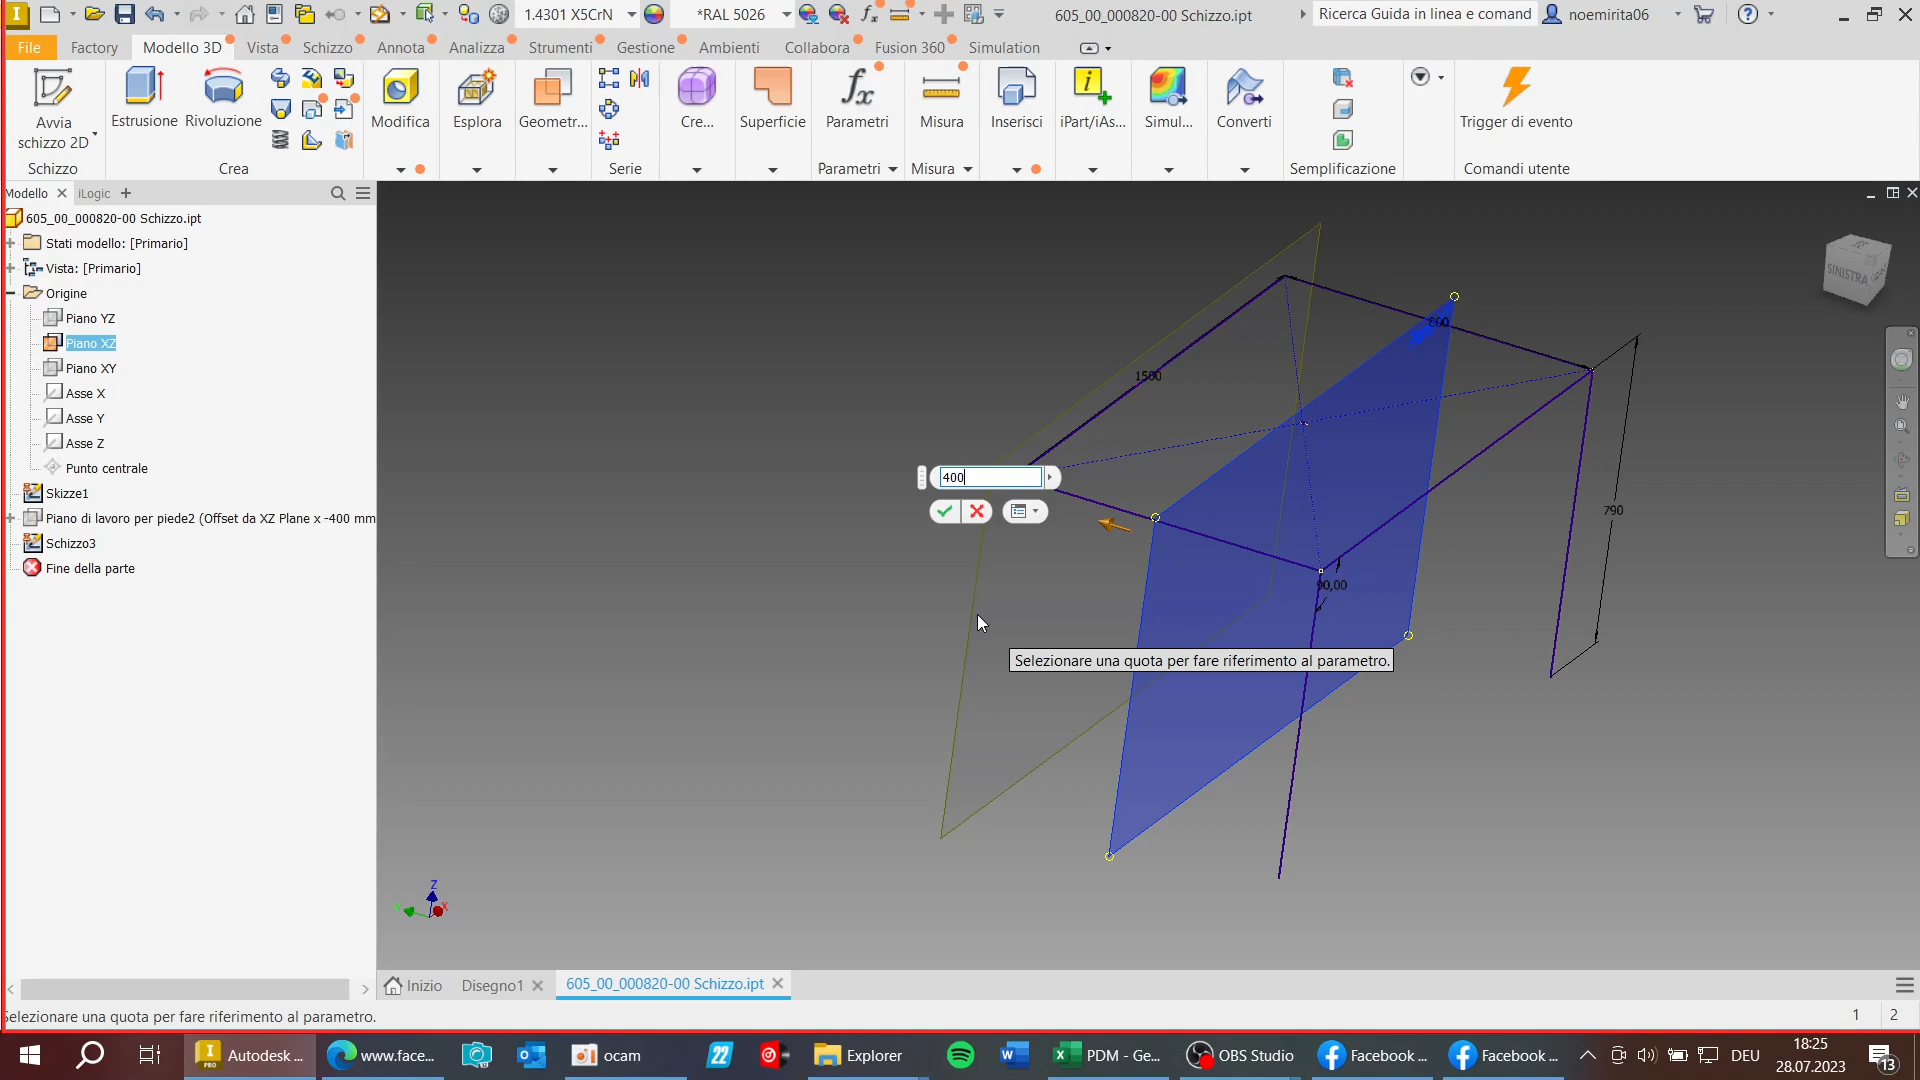 1.4301 X5CrN
*RAL 5026
605_00_000820-00 Schizzo.ipt
Ricerca Guida in linea e comand
noemirita06
File
Factory
Modello 3D
Vista
Schizzo
Annota
Analizza
Strumenti
Gestione
Ambienti
Collabora
Fusion 360
Simulation
Avvia
schizzo 2D
Estrusione
Rivoluzione
Modifica
Esplora
Geometr...
Cre...
Superficie
Parametri
Misura
Inserisci
iPart/iAs...
Simul...
Converti
Trigger di evento
Schizzo
Crea
Serie
Parametri
Misura
Semplificazione
Comandi utente
Modello
iLogic
605_00_000820-00 Schizzo.ipt
Stati modello: [Primario]
Vista: [Primario]
Origine
Piano YZ
Piano XZ
Piano XY
Asse X
Asse Y
Asse Z
Punto centrale
Skizze1
Piano di lavoro per piede2 (Offset da XZ Plane x -400 mm
Schizzo3
Fine della parte
SINISTRA
800
1500
400
790
90,00
Selezionare una quota per fare riferimento al parametro.
Z
X
Inizio
Disegno1
605_00_000820-00 Schizzo.ipt
Selezionare una quota per fare riferimento al parametro.
1
2
Autodesk ...
www.face...
ocam
22
Explorer
PDM - Ge...
OBS Studio
Facebook ...
Facebook ...
DEU
18:25
28.07.2023
13